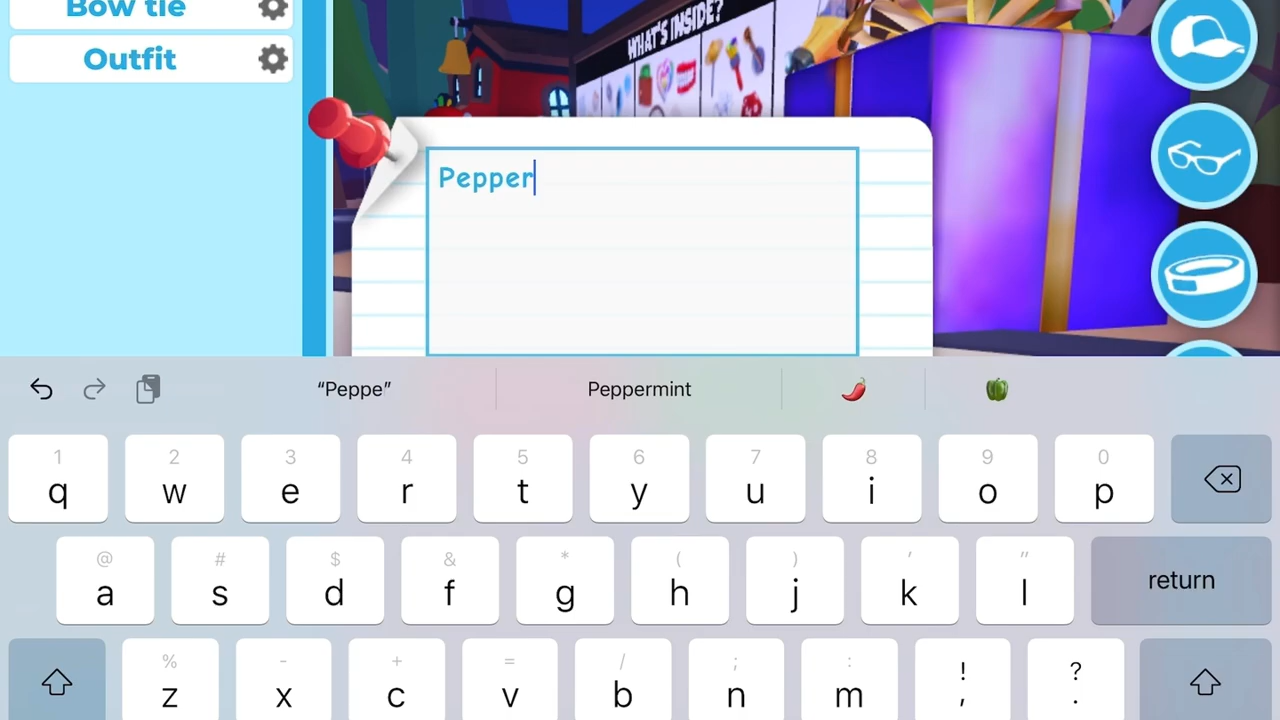 Bow tie
Outfit
WHAT'S INSIDE?
Pepper
“Peppe” Peppermint 🌶️ 🫑
1 2 3 4 5 6 7 8 9 0
q w e r t y u i o p
@ # $ & * ( ) ' "
a s d f g h j k l return
% - + = / ; : ! ?
z x c v b n m , .